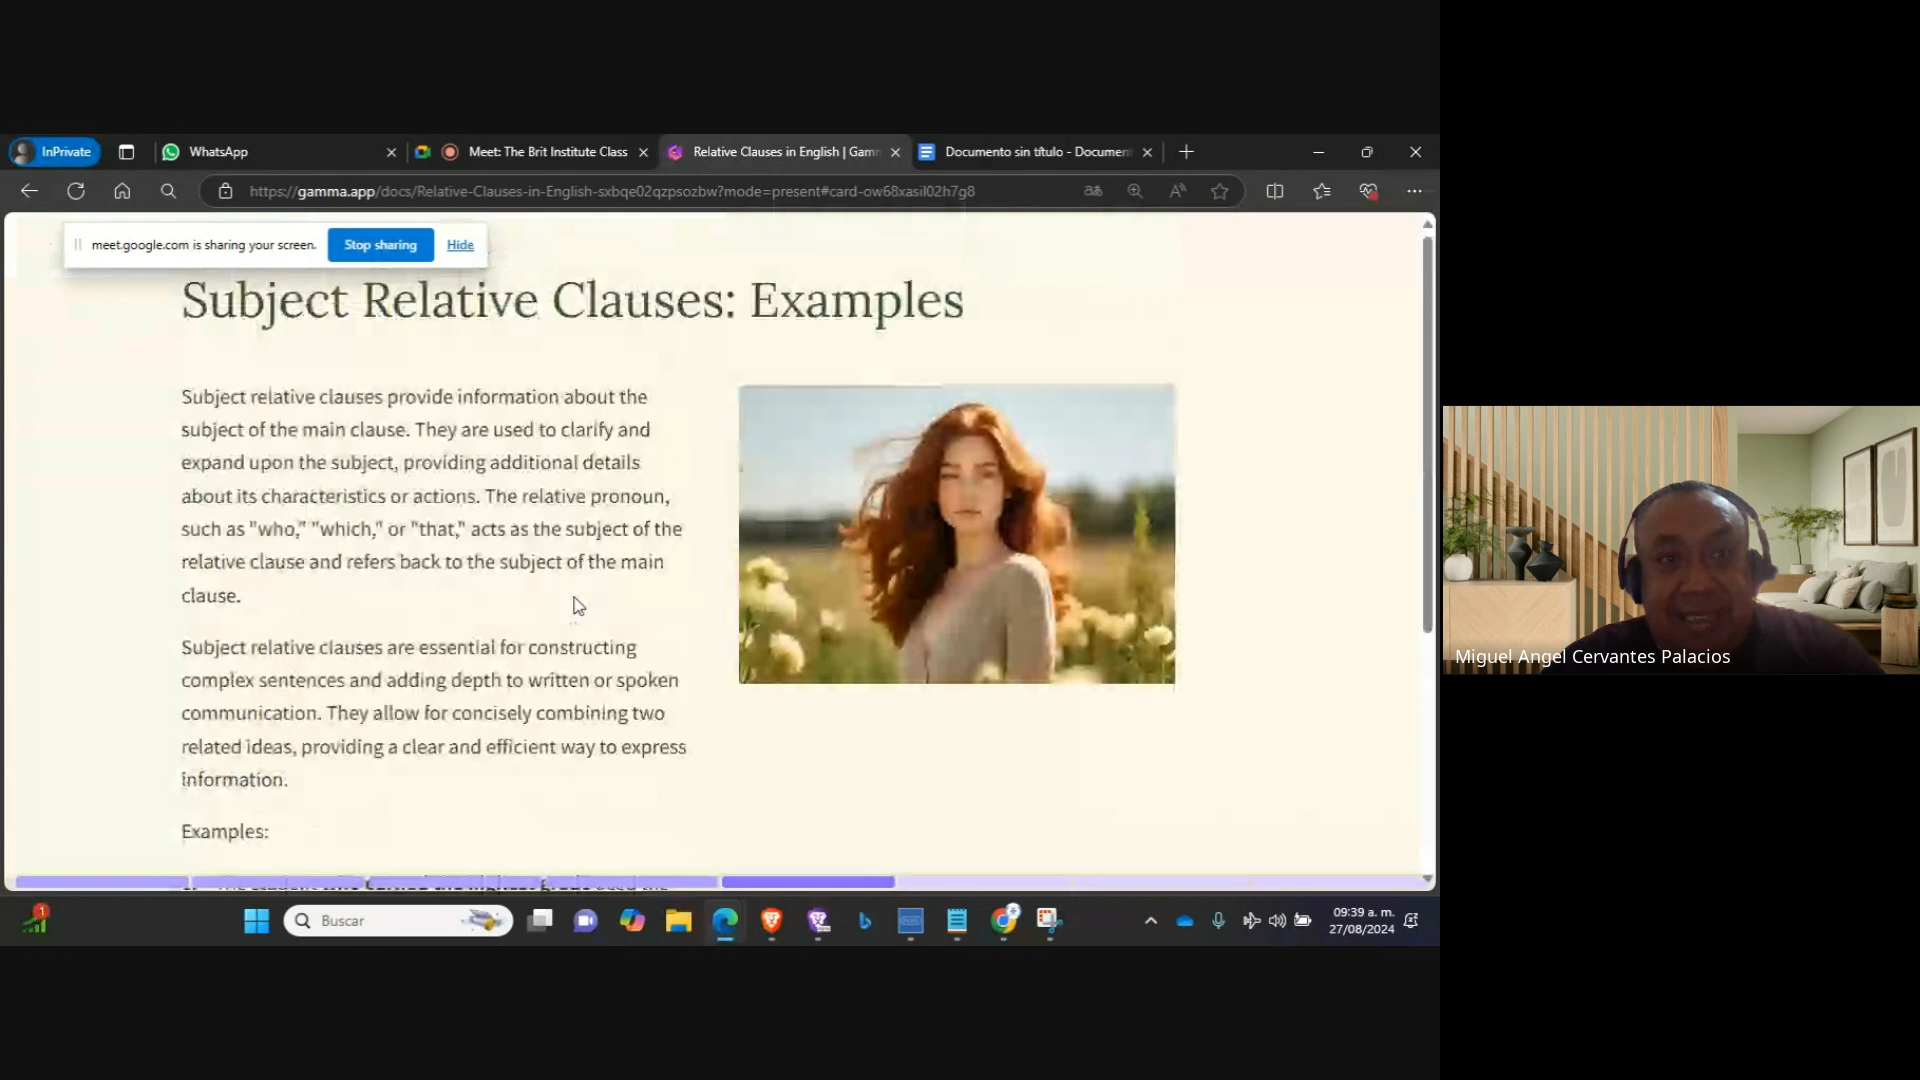 InPrivate
WhatsApp
Meet: The Brit Institute Class
Relative Clauses in English | Gam
Documento sin título - Document
https://gamma.app/docs/Relative-Clauses-in-English-sxbqe02qzpsozbw?mode=present#card-ow68xasil02h7g8
meet.google.com is sharing your screen.
Stop sharing
Hide
Subject Relative Clauses: Examples
Subject relative clauses provide information about the
subject of the main clause. They are used to clarify and
expand upon the subject, providing additional details
about its characteristics or actions. The relative pronoun,
such as "who," "which," or "that," acts as the subject of the
relative clause and refers back to the subject of the main
clause.
Subject relative clauses are essential for constructing
complex sentences and adding depth to written or spoken
communication. They allow for concisely combining two
related ideas, providing a clear and efficient way to express
information.
Examples:
Miguel Angel Cervantes Palacios
1
Buscar
09:39 a. m.
27/08/2024